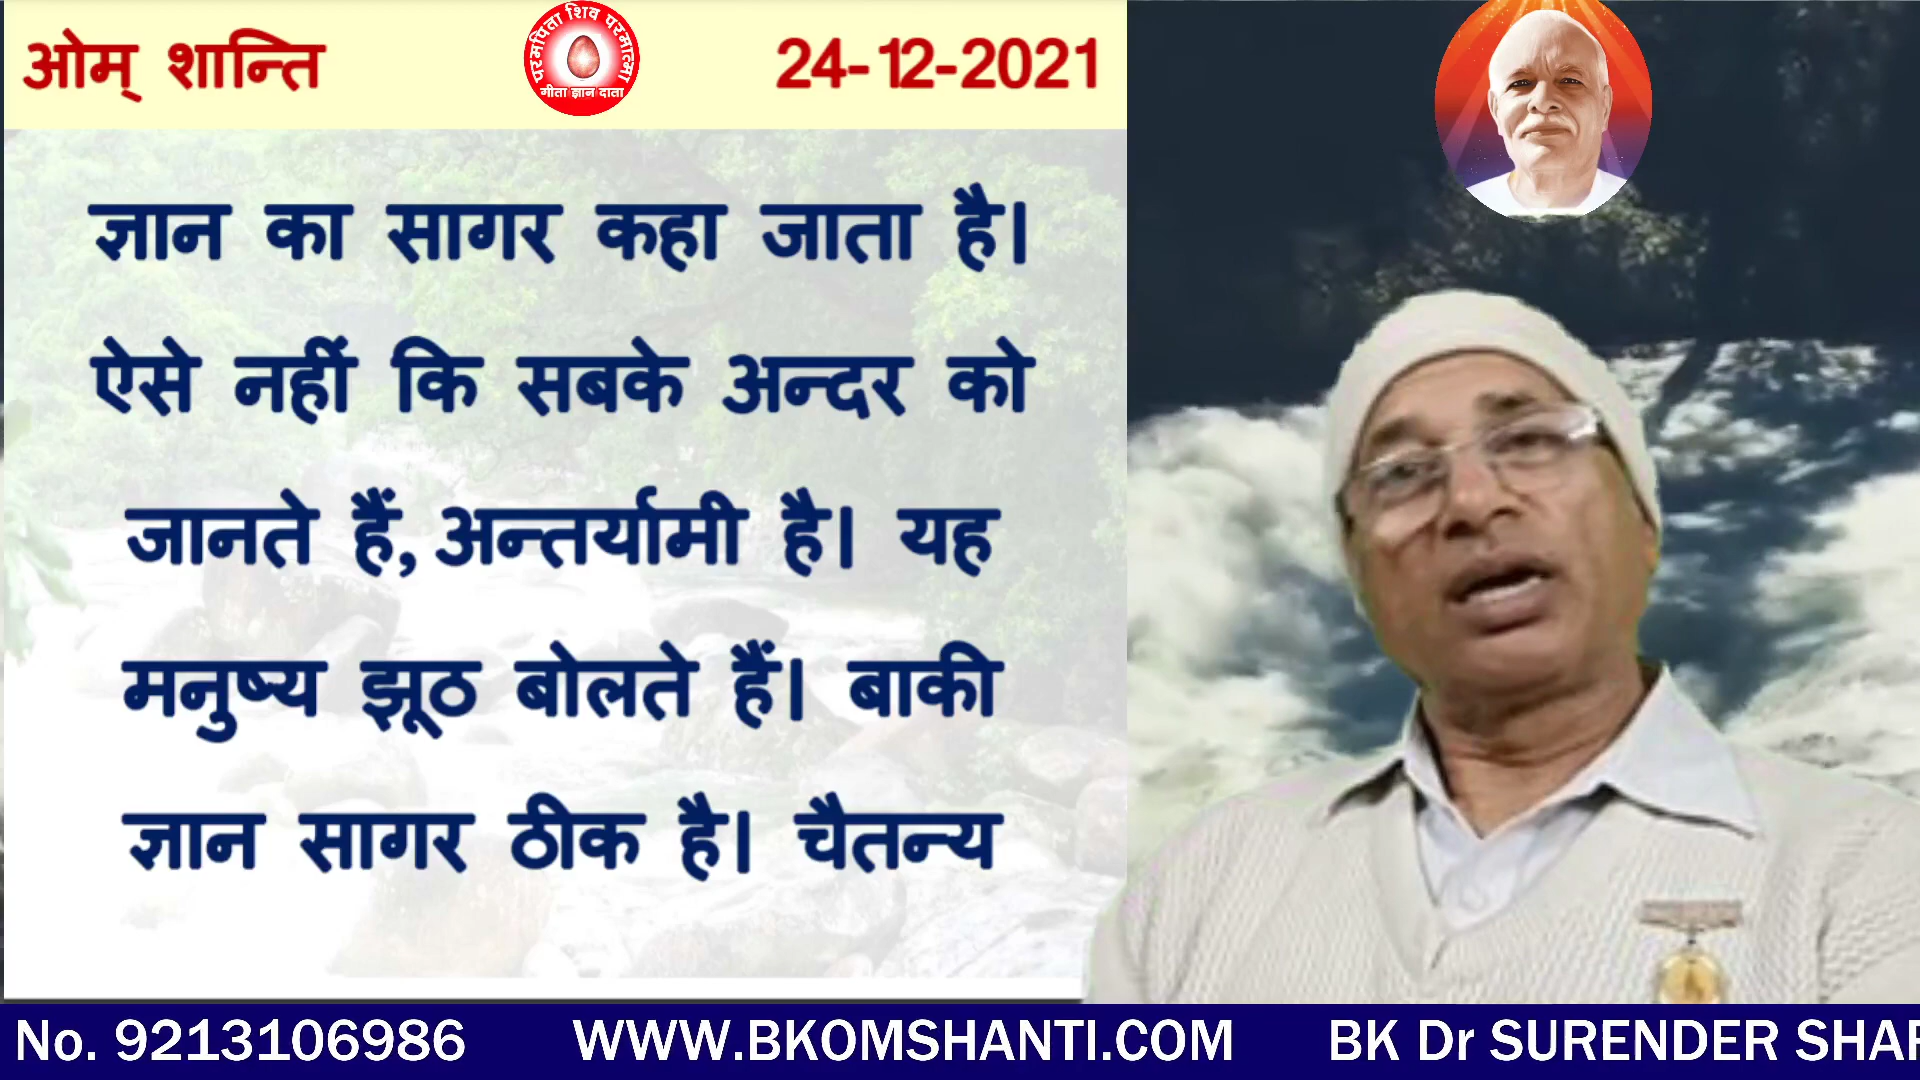 ओम् शान्ति
परमपिता शिव परमात्मा
गीता ज्ञान दाता
24-12-2021
ज्ञान का सागर कहा जाता है।
ऐसे नहीं कि सबके अन्दर को
जानते हैं, अन्तर्यामी है। यह
मनुष्य झूठ बोलते हैं। बाकी
ज्ञान सागर ठीक है। चैतन्य
No. 9213106986 WWW.BKOMSHANTI.COM BK Dr SURENDER SHAR